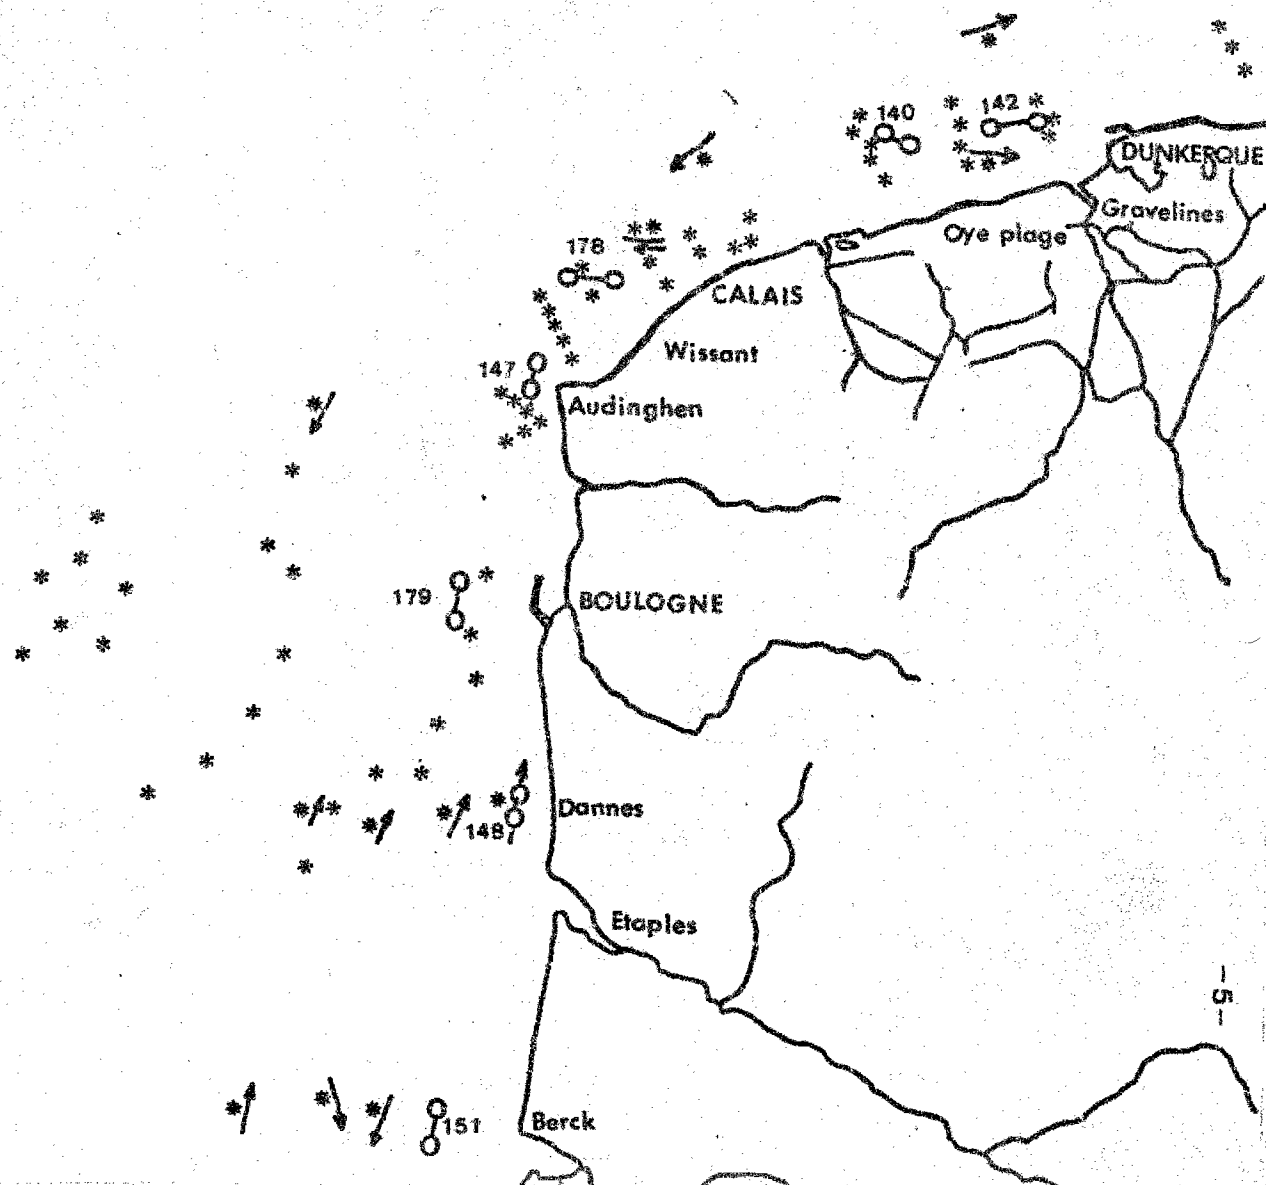 142
140
DUNKERQUE
Gravelines
Oye plage
178
CALAIS
Wissant
147
Audinghen
179
BOULOGNE
Dannes
148
Etaples
-5-
151
Berck